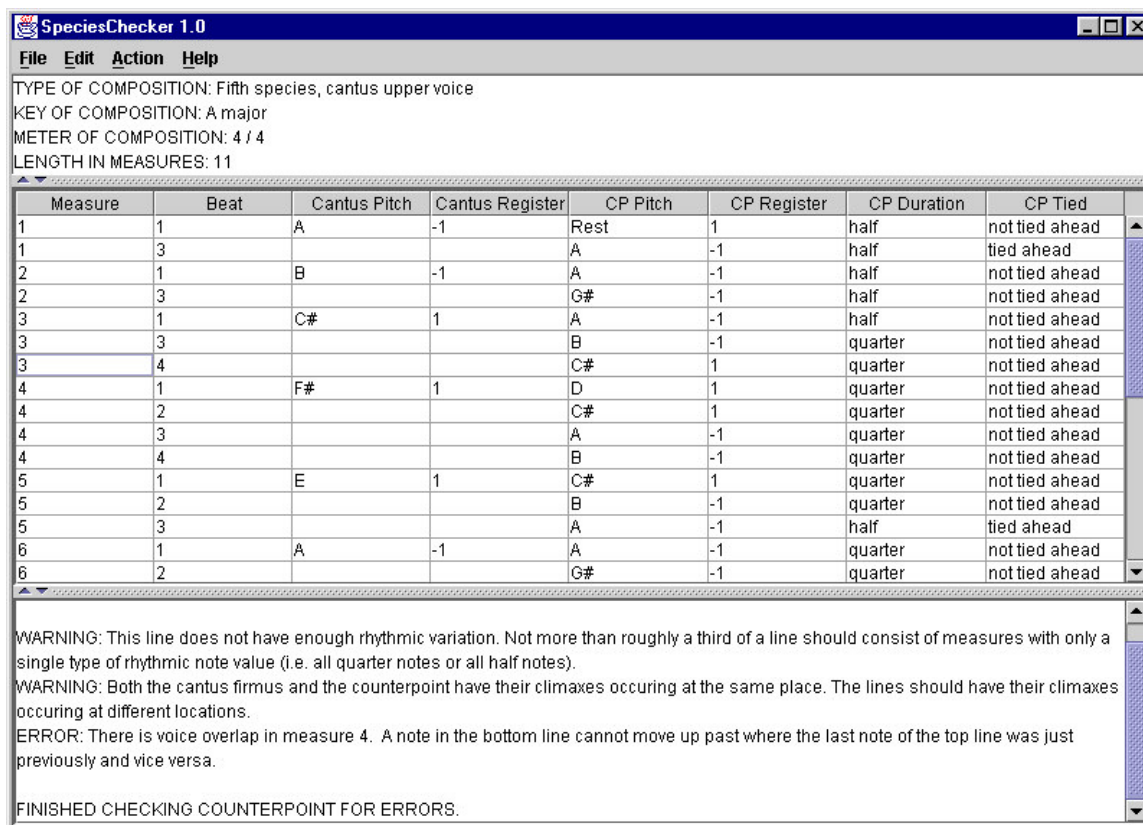 SpeciesChecker 1.0
File Edit Action Help
TYPE OF COMPOSITION: Fifth species, cantus upper voice
KEY OF COMPOSITION: A major
METER OF COMPOSITION: 4 / 4
LENGTH IN MEASURES: 11
Measure Beat Cantus Pitch Cantus Register CP Pitch CP Register CP Duration CP Tied
1 1 A -1 Rest 1 half not tied ahead
1 3 A -1 half tied ahead
2 1 B -1 A -1 half not tied ahead
2 3 G# -1 half not tied ahead
3 1 C# 1 A -1 half not tied ahead
3 3 B -1 quarter not tied ahead
3 4 C# 1 quarter not tied ahead
4 1 F# 1 D 1 quarter not tied ahead
4 2 C# 1 quarter not tied ahead
4 3 A -1 quarter not tied ahead
4 4 B -1 quarter not tied ahead
5 1 E 1 C# 1 quarter not tied ahead
5 2 B -1 quarter not tied ahead
5 3 A -1 half tied ahead
6 1 A -1 A -1 quarter not tied ahead
6 2 G# -1 quarter not tied ahead
WARNING: This line does not have enough rhythmic variation. Not more than roughly a third of a line should consist of measures with only a
single type of rhythmic note value (i.e. all quarter notes or all half notes).
WARNING: Both the cantus firmus and the counterpoint have their climaxes occuring at the same place. The lines should have their climaxes
occuring at different locations.
ERROR: There is voice overlap in measure 4. A note in the bottom line cannot move up past where the last note of the top line was just
previously and vice versa.
FINISHED CHECKING COUNTERPOINT FOR ERRORS.